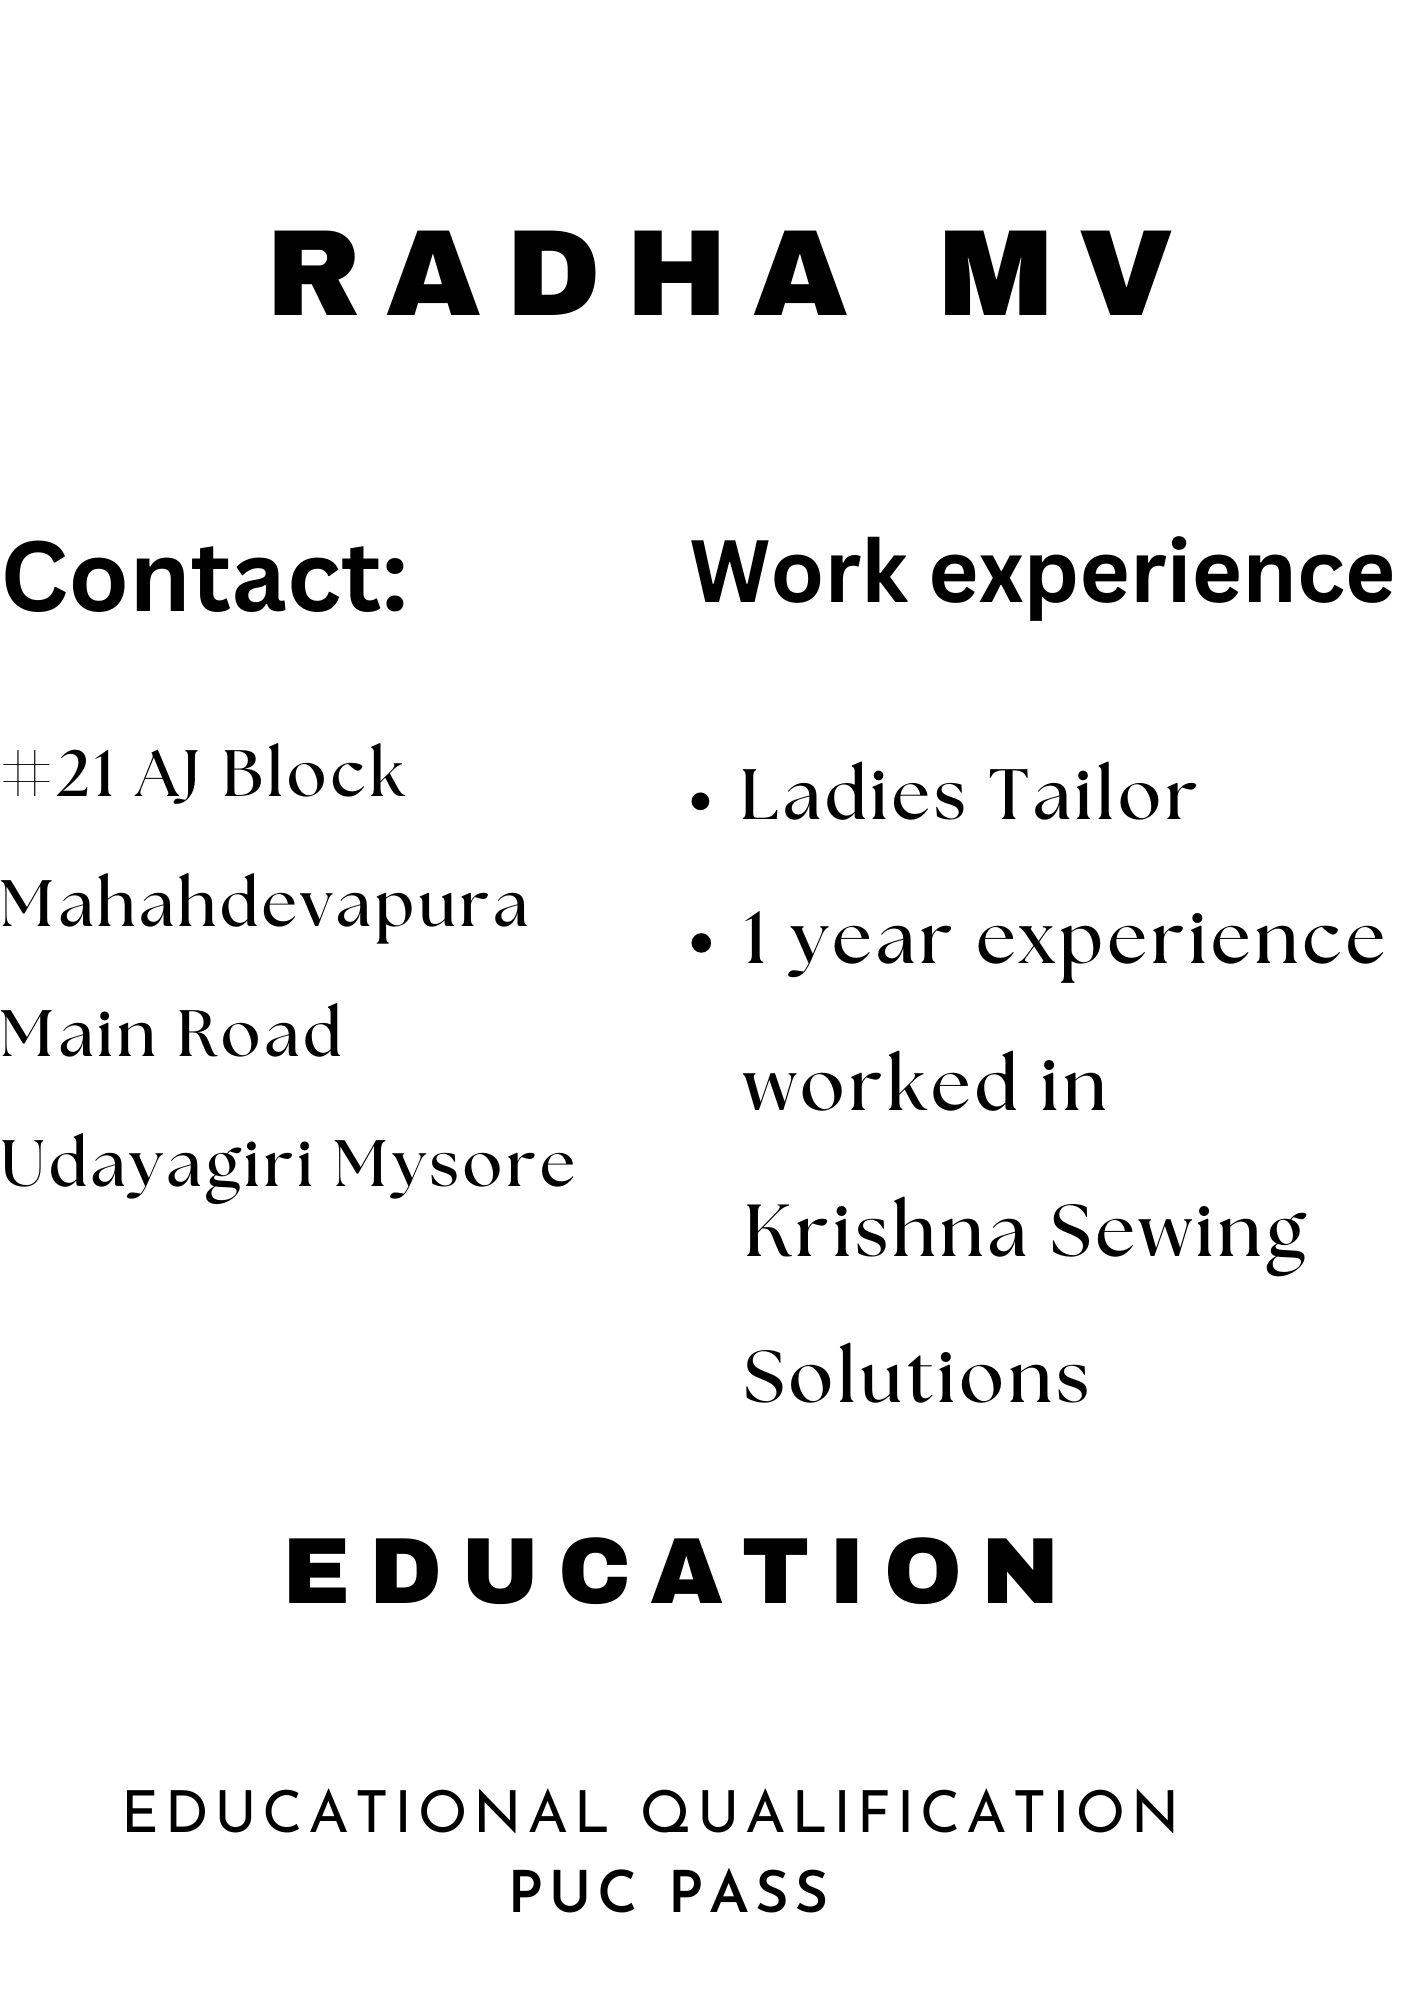 RADHA MV
Contact:
#21 AJ Block
Mahahdevapura
Main Road
Udayagiri Mysore
Work experience
• Ladies Tailor
• 1 year experience
worked in
Krishna Sewing
Solutions
EDUCATION
EDUCATIONAL QUALIFICATION
PUC PASS